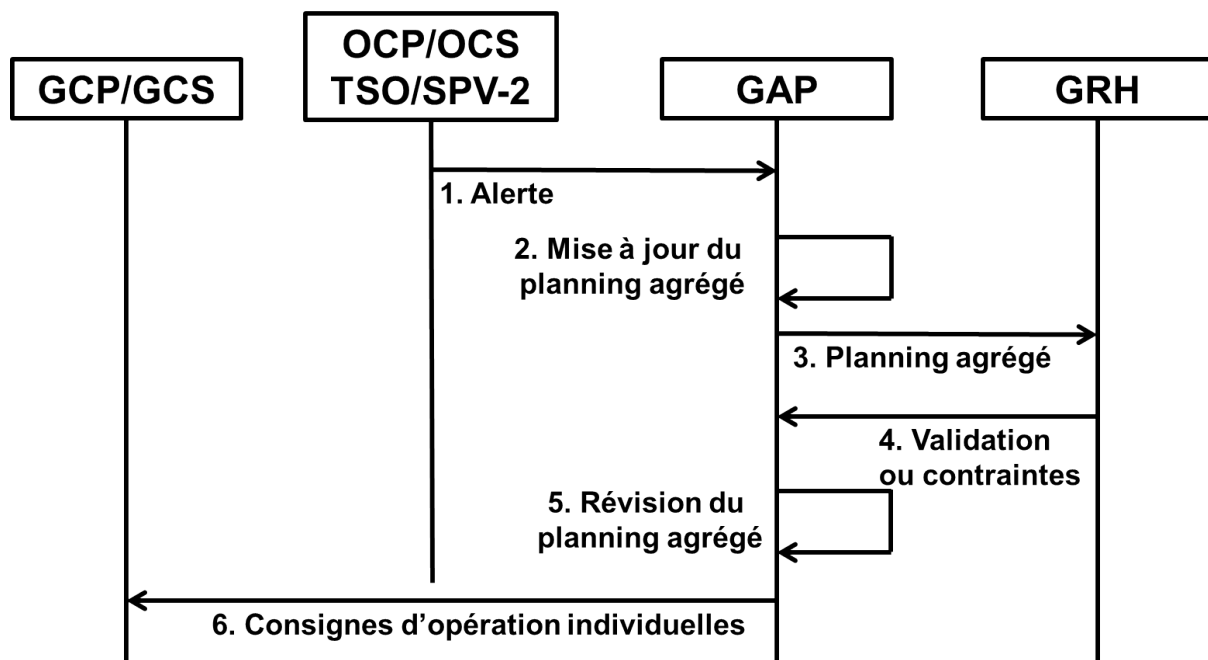 OCP/OCS
TSO/SPV-2
GCP/GCS
GAP
GRH
1. Alerte
2. Mise à jour du
planning agrégé
3. Planning agrégé
4. Validation
ou contraintes
5. Révision du
planning agrégé
6. Consignes d’opération individuelles